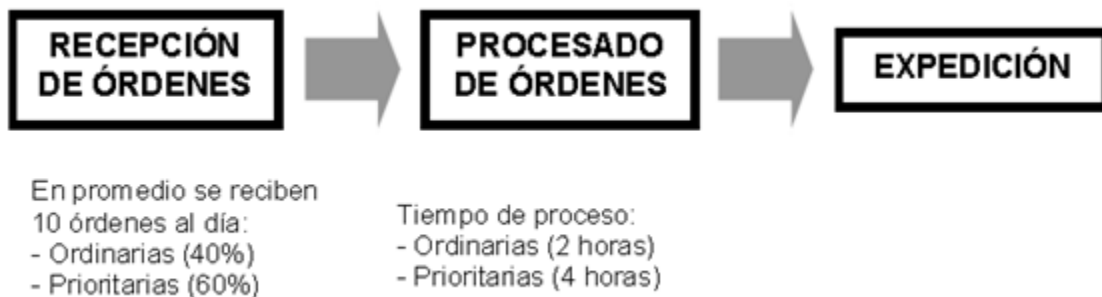 RECEPCIÓN
DE ÓRDENES
PROCESADO
DE ÓRDENES
EXPEDICIÓN
En promedio se reciben
10 órdenes al día:
- Ordinarias (40%)
- Prioritarias (60%)
Tiempo de proceso:
- Ordinarias (2 horas)
- Prioritarias (4 horas)